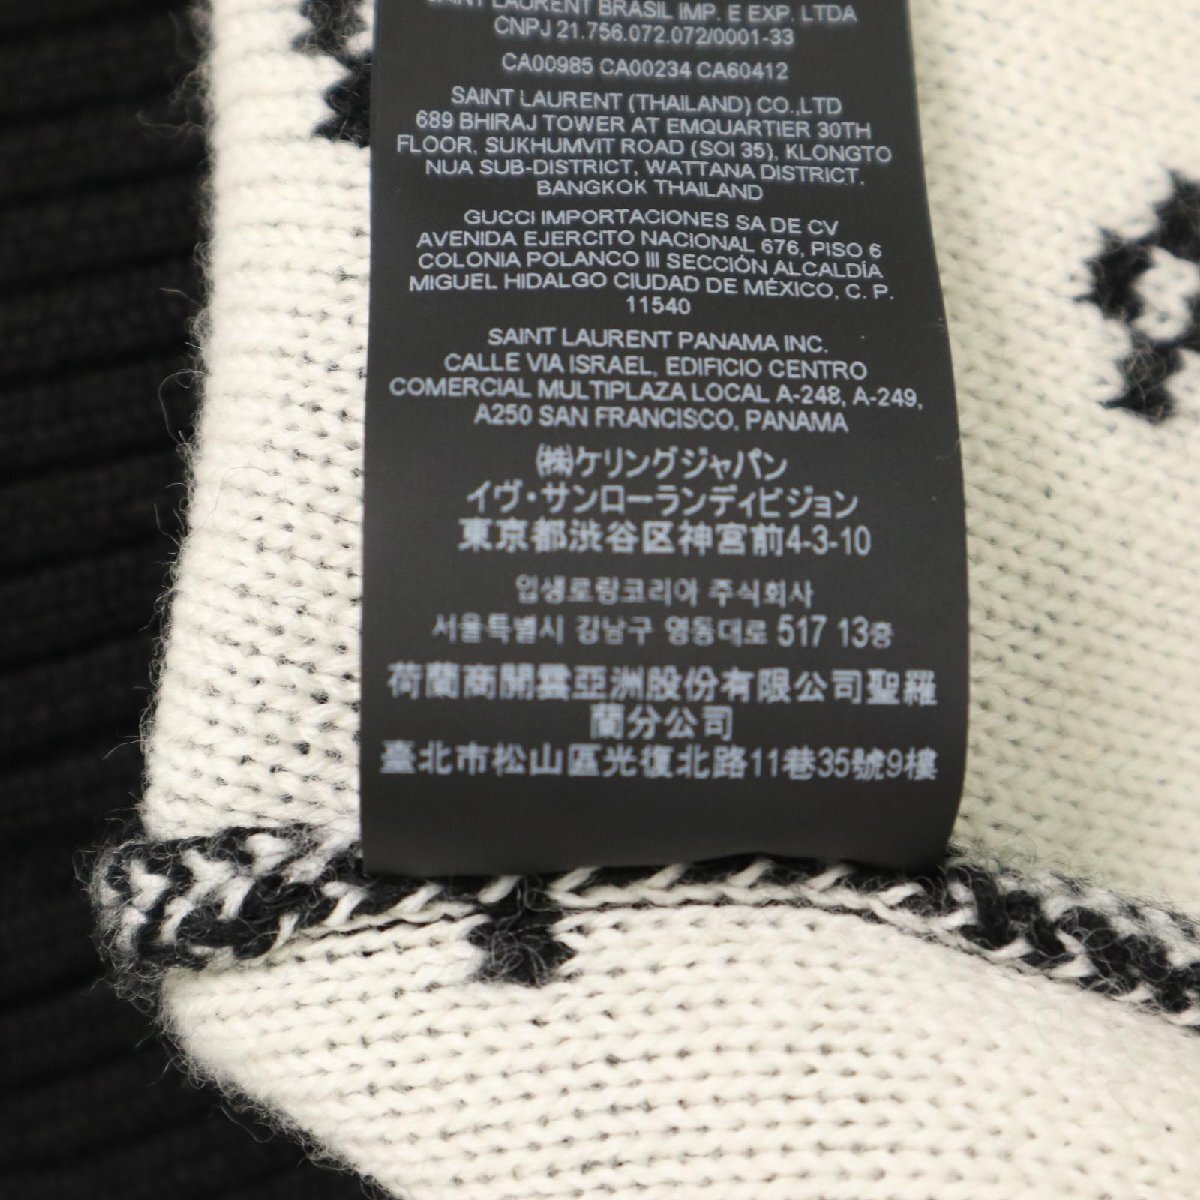 SAINT LAURENT BRASIL IMP. E EXP. LTDA
CNPJ 21.756.072.072/0001-33
CA00985 CA00234 CA60412
SAINT LAURENT (THAILAND) CO.,LTD
689 BHIRAJ TOWER AT EMQUARTIER 30TH
FLOOR, SUKHUMVIT ROAD (SOI 35), KLONGTO
NUA SUB-DISTRICT, WATTANA DISTRICT,
BANGKOK THAILAND
GUCCI IMPORTACIONES SA DE CV
AVENIDA EJERCITO NACIONAL 676, PISO 6
COLONIA POLANCO III SECCIÓN ALCALDÍA
MIGUEL HIDALGO CIUDAD DE MÉXICO, C. P.
11540
SAINT LAURENT PANAMA INC.
CALLE VIA ISRAEL, EDIFICIO CENTRO
COMERCIAL MULTIPLAZA LOCAL A-248, A-249,
A250 SAN FRANCISCO, PANAMA
㈱ケリングジャパン
イヴ・サンローランディビジョン
東京都渋谷区神宮前4-3-10
입생로랑코리아 주식회사
서울특별시 강남구 영동대로 517 13층
荷蘭商開雲亞洲股份有限公司聖羅
蘭分公司
臺北市松山區光復北路11巷35號9樓